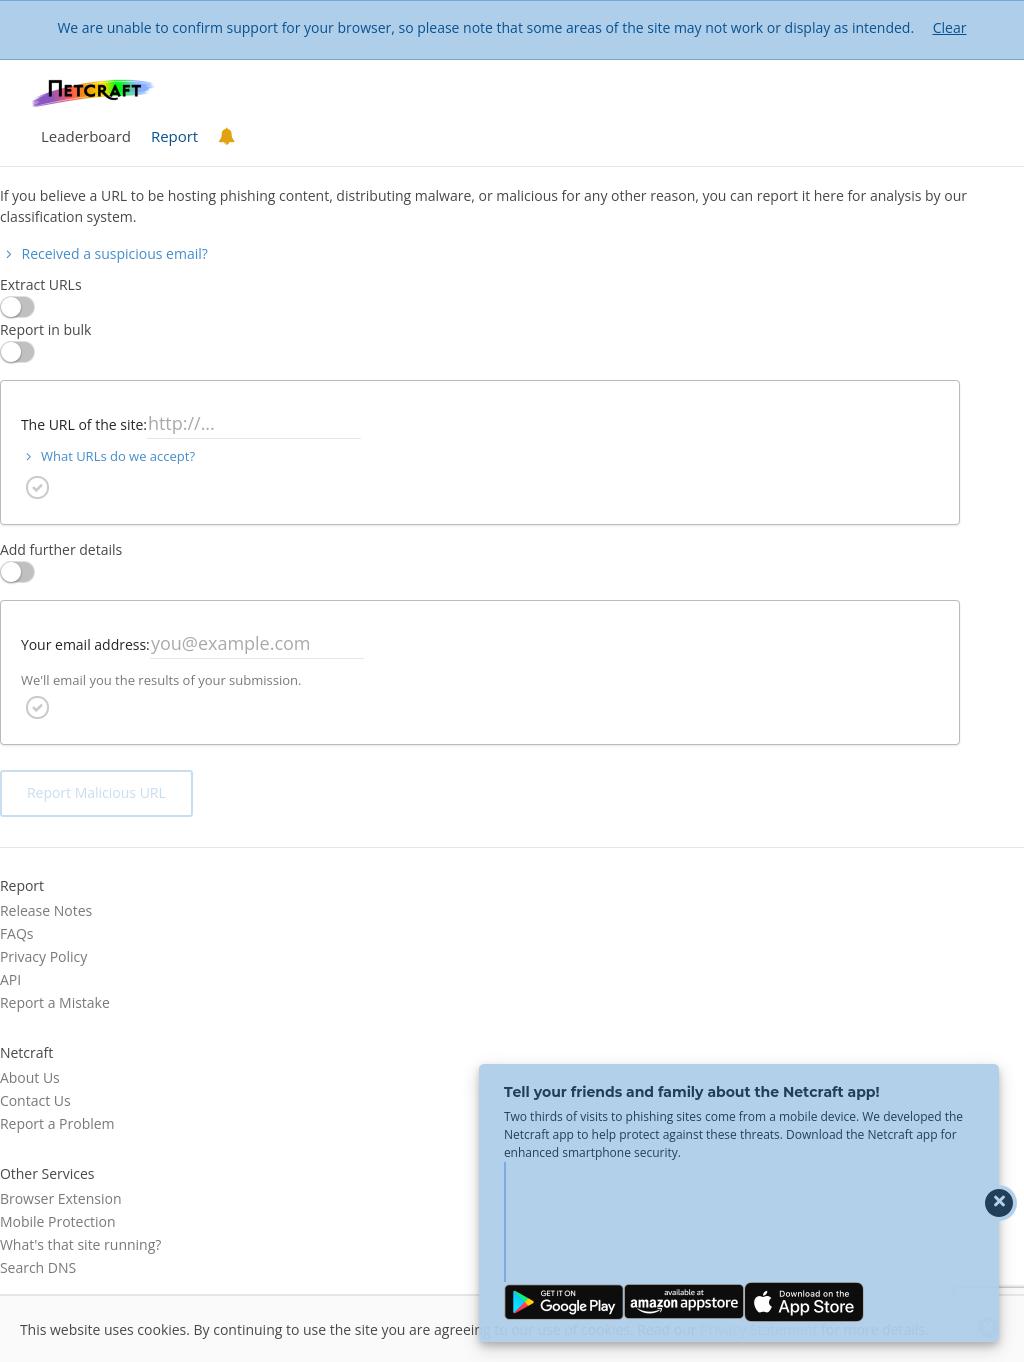 We are unable to confirm support for your browser, so please note that some areas of the site may not work or display as intended. Clear
NETCRAFT
Leaderboard Report
If you believe a URL to be hosting phishing content, distributing malware, or malicious for any other reason, you can report it here for analysis by our
classification system.
Received a suspicious email?
Extract URLs
Report in bulk
The URL of the site: http://...
What URLs do we accept?
Add further details
Your email address: you@example.com
We'll email you the results of your submission.
Report Malicious URL
Report
Release Notes
FAQs
Privacy Policy
API
Report a Mistake
Netcraft
About Us
Contact Us
Report a Problem
Other Services
Browser Extension
Mobile Protection
What's that site running?
Search DNS
Tell your friends and family about the Netcraft app!
Two thirds of visits to phishing sites come from a mobile device. We developed the
Netcraft app to help protect against these threats. Download the Netcraft app for
enhanced smartphone security.
GET IT ON
Google Play
available at
amazon appstore
Download on the
App Store
This website uses cookies. By continuing to use the site you are agreeing to our use of cookies. Read our Privacy Statement for more details.